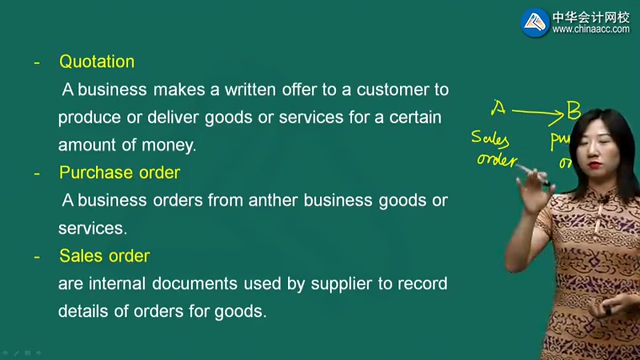 中华会计网校
www.chinaacc.com
- Quotation
A business makes a written offer to a customer to
produce or deliver goods or services for a certain
amount of money.
- Purchase order
A business orders from anther business goods or
services.
- Sales order
are internal documents used by supplier to record
details of orders for goods.
A → B
Sales
order